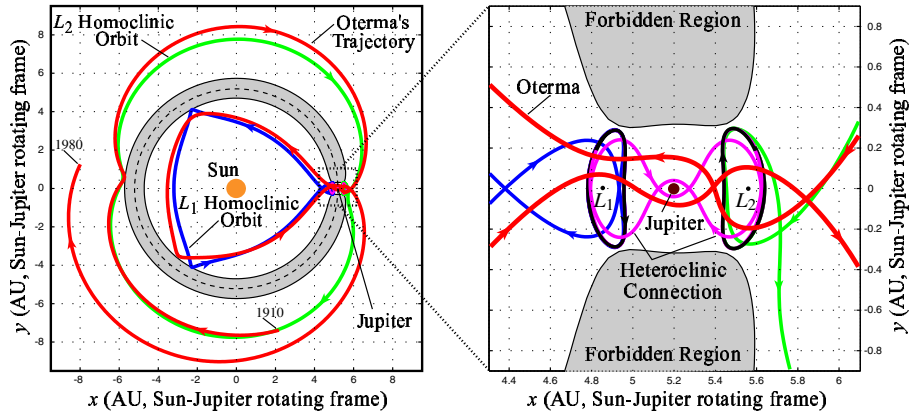 L2 Homoclinic
Orbit
Oterma's
Trajectory
1980
Sun
L1 Homoclinic
Orbit
1910
Jupiter
y (AU, Sun-Jupiter rotating frame)
8
6
4
2
0
-2
-4
-6
-8
-8 -6 -4 -2 0 2 4 6 8
x (AU, Sun-Jupiter rotating frame)
Forbidden Region
Oterma
L1
Jupiter
L2
Heteroclinic
Connection
Forbidden Region
y (AU, Sun-Jupiter rotating frame)
0.8
0.6
0.4
0.2
0
-0.2
-0.4
-0.6
-0.8
4.4 4.6 4.8 5 5.2 5.4 5.6 5.8 6
x (AU, Sun-Jupiter rotating frame)